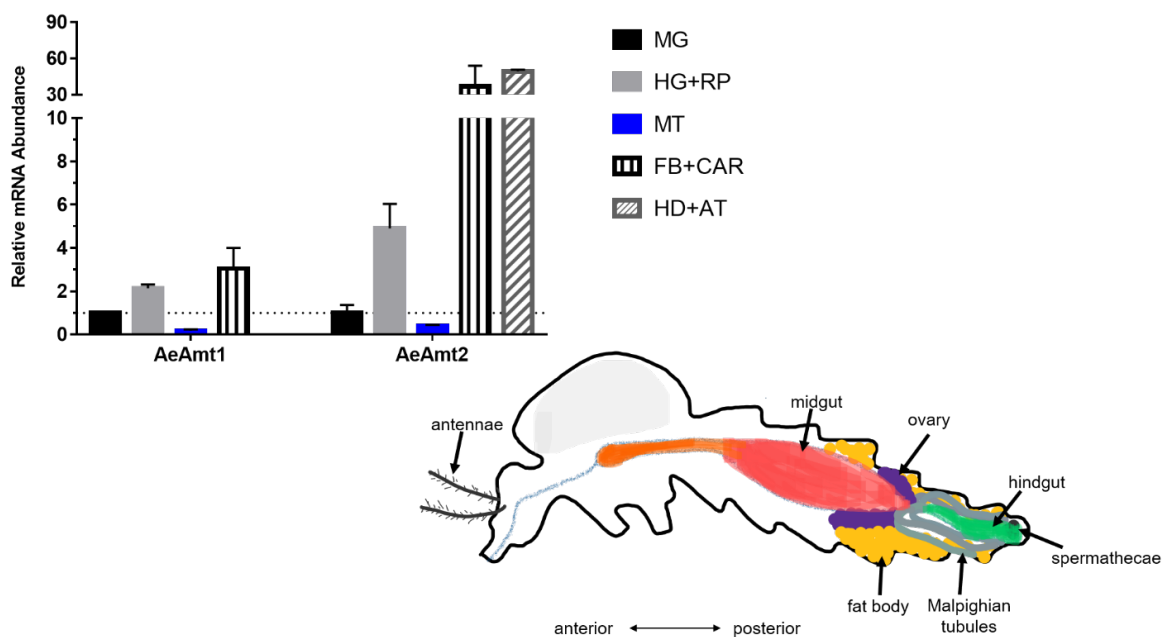 Relative mRNA Abundance
90
60
30
10
8
6
4
2
0
AeAmt1
AeAmt2
MG
HG+RP
MT
FB+CAR
HD+AT
antennae
midgut
ovary
hindgut
spermathecae
fat body
Malpighian
tubules
anterior
posterior